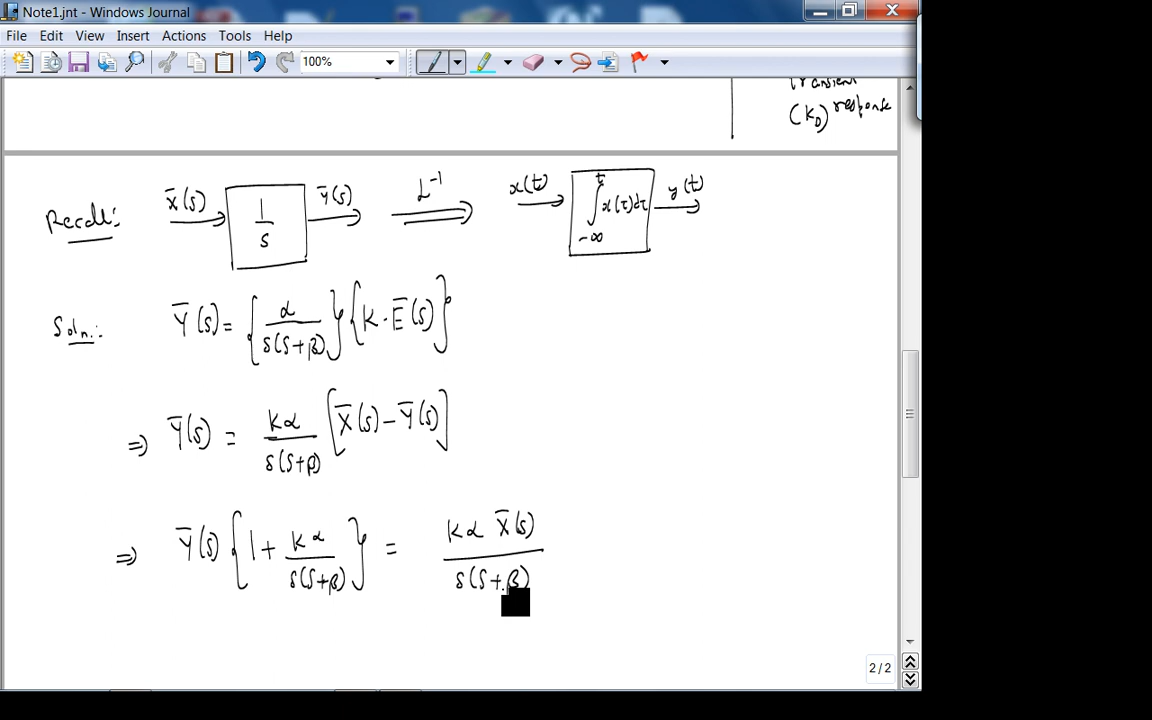 Note1.jnt - Windows Journal
File Edit View Insert Actions Tools Help
100%
Transient
(K_D) response
Recall: X̄(s) → [1/s] → Ȳ(s) ⟹ L⁻¹ x(t) → [∫_{-∞}^{t} x(τ)dτ] → y(t)
Soln.: Ȳ(s) = {α/(s(s+β))} {K · Ē(s)}
⇒ Ȳ(s) = Kα/(s(s+β)) [X̄(s) − Ȳ(s)]
⇒ Ȳ(s) {1 + Kα/(s(s+β))} = Kα X̄(s)/(s(s+β))
2 / 2